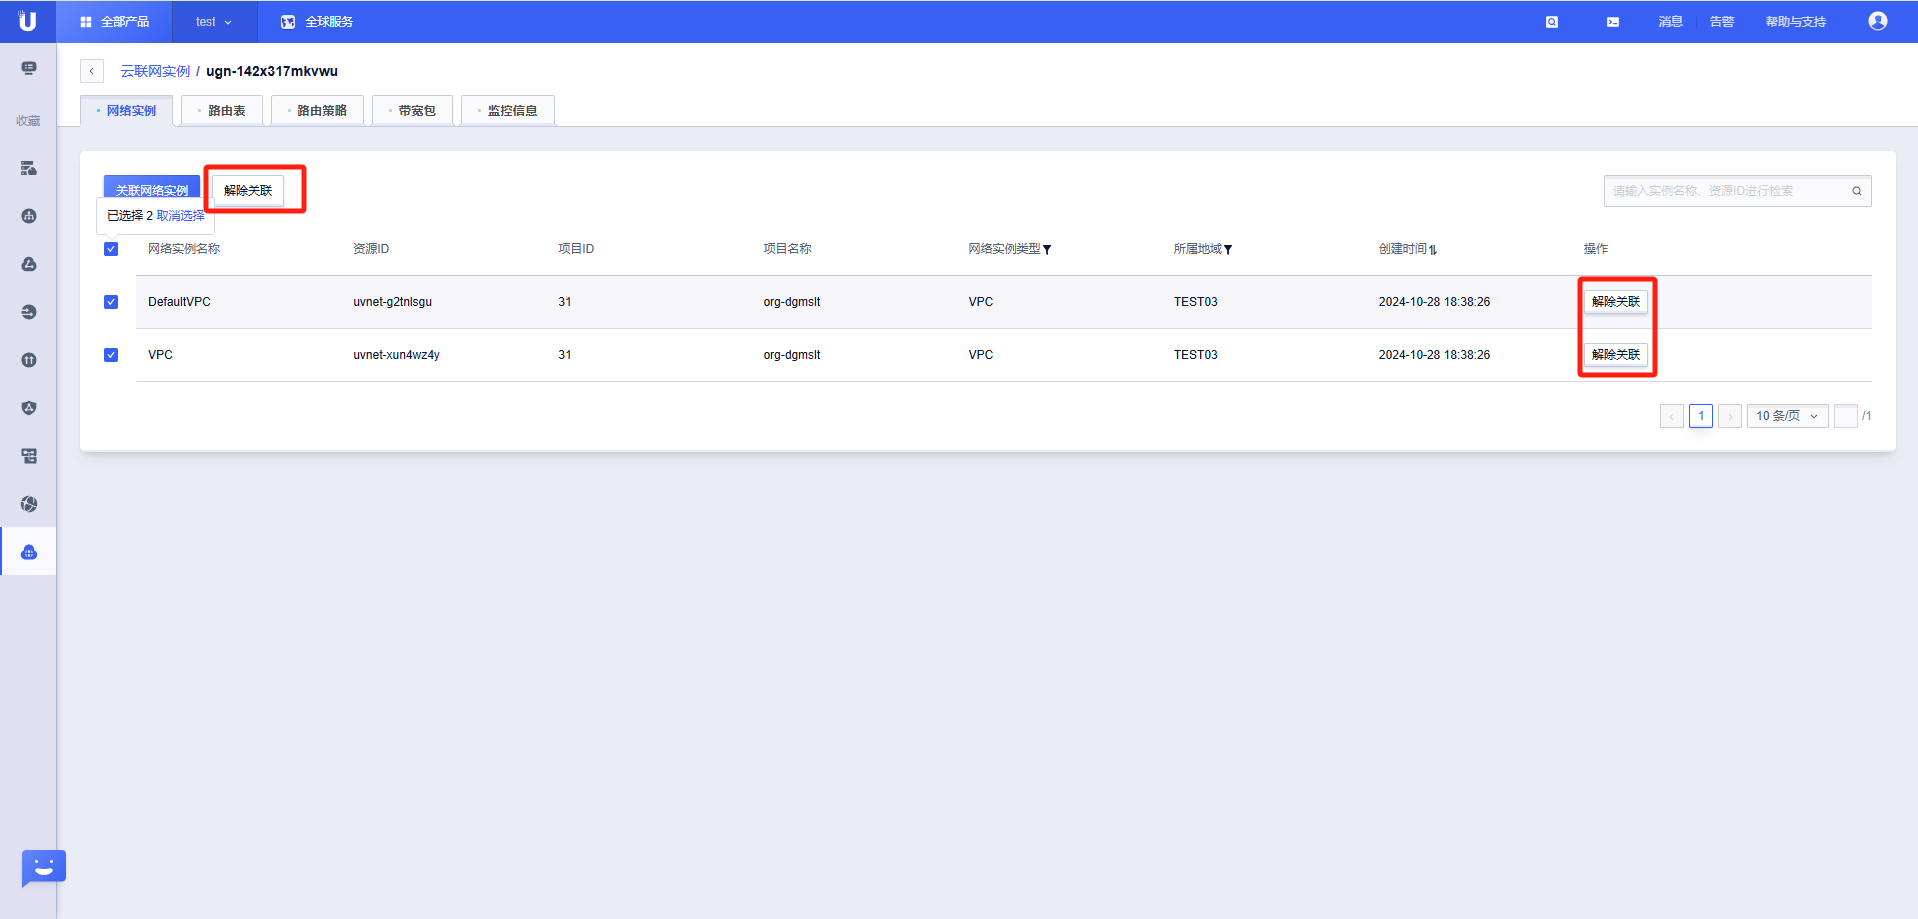 U 全部产品 test 全球服务 消息 告警 帮助与支持
云联网实例 / ugn-142x317mkvwu
收藏
网络实例 路由表 路由策略 带宽包 监控信息
关联网络实例 解除关联 请输入实例名称、资源ID进行检索
已选择 2 取消选择
网络实例名称 资源ID 项目ID 项目名称 网络实例类型 所属地域 创建时间 操作
DefaultVPC uvnet-g2tnlsgu 31 org-dgmslt VPC TEST03 2024-10-28 18:38:26 解除关联
VPC uvnet-xun4wz4y 31 org-dgmslt VPC TEST03 2024-10-28 18:38:26 解除关联
1 10 条/页 /1